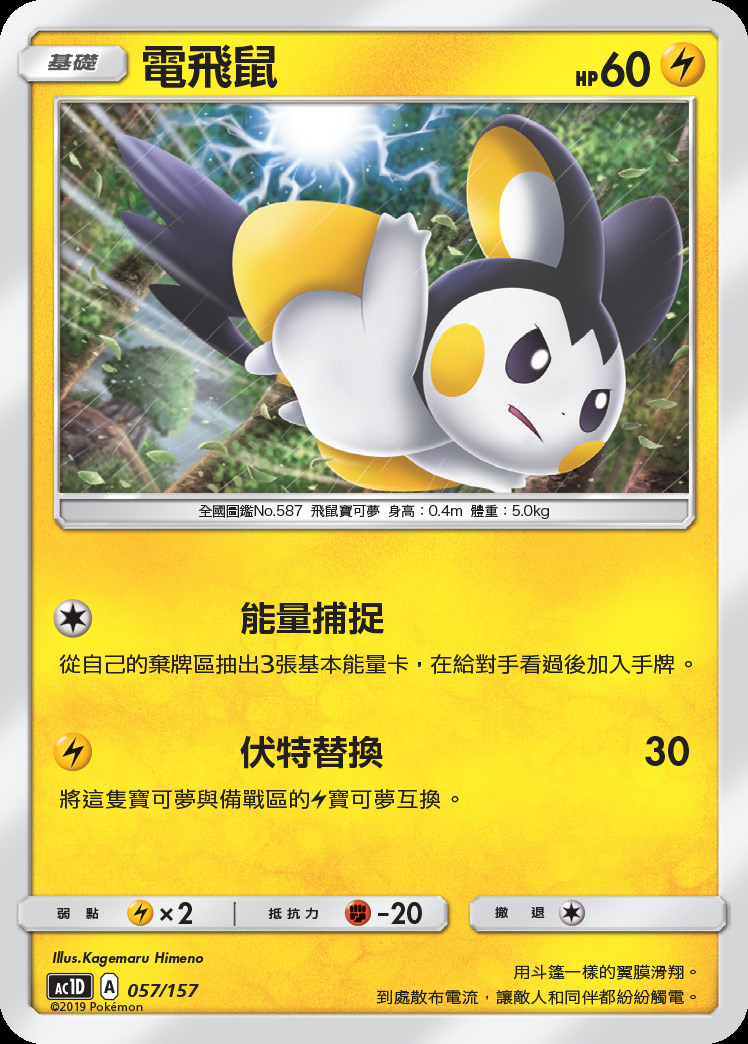 基礎 電飛鼠 HP60
全國圖鑑No.587 飛鼠寶可夢 身高：0.4m 體重：5.0kg
能量捕捉
從自己的棄牌區抽出3張基本能量卡，在給對手看過後加入手牌。
伏特替換 30
將這隻寶可夢與備戰區的寶可夢互換。
弱點 ×2 抵抗力 -20 撤退
Illus.Kagemaru Himeno
AC1D A 057/157
©2019 Pokémon
用斗篷一樣的翼膜滑翔。
到處散布電流，讓敵人和同伴都紛紛觸電。